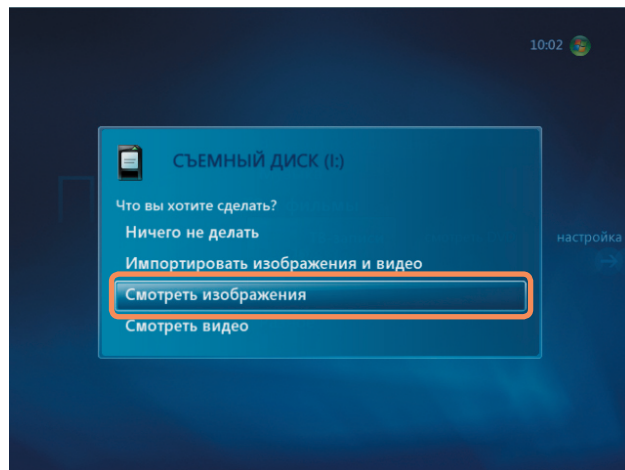 10:02
СЪЕМНЫЙ ДИСК (I:)
Что вы хотите сделать?
Ничего не делать
настройка
Импортировать изображения и видео
Смотреть изображения
Смотреть видео